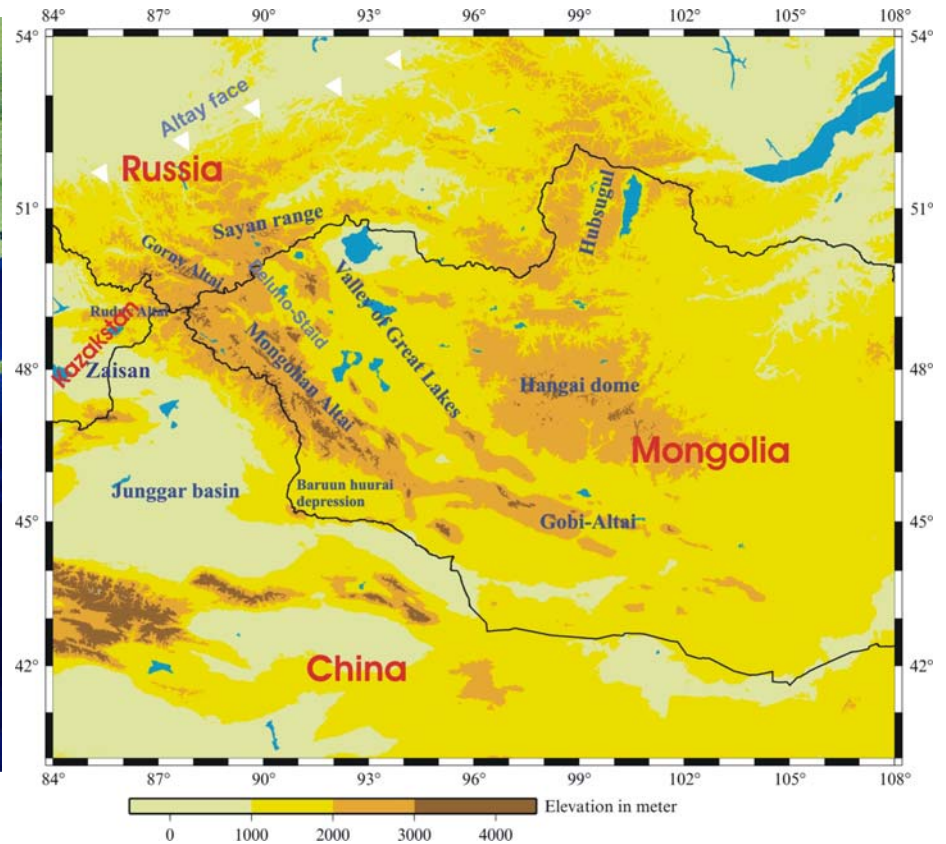 84° 87° 90° 93° 96° 99° 102° 105° 108°
54° 54°
Altay face
Russia
51° 51°
Sayan range
Hubsugul
Gorny Altai
Valley of Great Lakes
Rudny Altai
Kazakstan
Mongolian Altai
48° 48°
Zaisan
Hangai dome
Mongolia
Junggar basin
Baruun huurai
depression
Gobi-Altai
45° 45°
42° 42°
China
84° 87° 90° 93° 96° 99° 102° 105° 108°
Elevation in meter
0 1000 2000 3000 4000